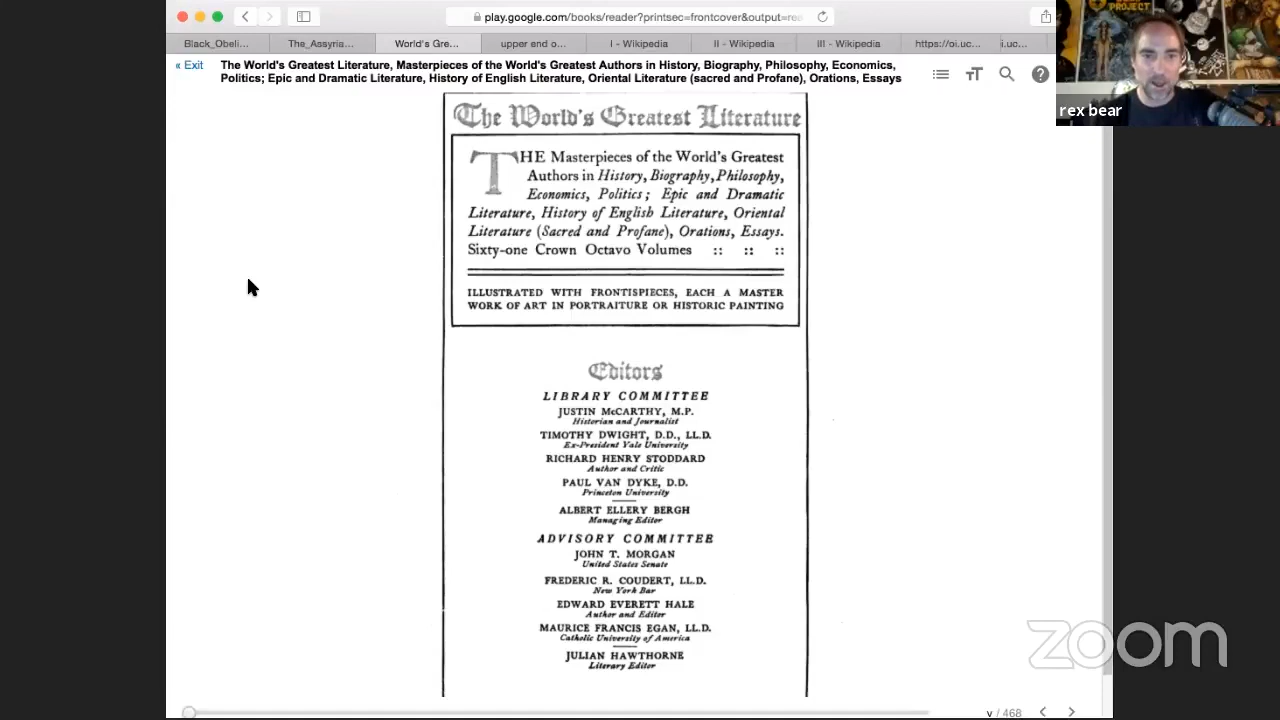 play.google.com/books/reader?printsec=frontcover&output=rea
Black_Obeli...
The_Assyria...
World's Gre...
upper end o...
I - Wikipedia
II - Wikipedia
III - Wikipedia
https://oi.uc...
i.uc...
PROJECT
rex bear
« Exit
The World's Greatest Literature, Masterpieces of the World's Greatest Authors in History, Biography, Philosophy, Economics,
Politics; Epic and Dramatic Literature, History of English Literature, Oriental Literature (sacred and Profane), Orations, Essays
The World's Greatest Literature
THE Masterpieces of the World's Greatest
Authors in History, Biography, Philosophy,
Economics, Politics; Epic and Dramatic
Literature, History of English Literature, Oriental
Literature (Sacred and Profane), Orations, Essays.
Sixty-one Crown Octavo Volumes :: :: ::
ILLUSTRATED WITH FRONTISPIECES, EACH A MASTER
WORK OF ART IN PORTRAITURE OR HISTORIC PAINTING
Editors
LIBRARY COMMITTEE
JUSTIN McCARTHY, M.P.
Historian and Journalist
TIMOTHY DWIGHT, D.D., LL.D.
Ex-President Yale University
RICHARD HENRY STODDARD
Author and Critic
PAUL VAN DYKE, D.D.
Princeton University
ALBERT ELLERY BERGH
Managing Editor
ADVISORY COMMITTEE
JOHN T. MORGAN
United States Senate
FREDERIC R. COUDERT, LL.D.
New York Bar
EDWARD EVERETT HALE
Author and Editor
MAURICE FRANCIS EGAN, LL.D.
Catholic University of America
JULIAN HAWTHORNE
Literary Editor
zoom
v / 468